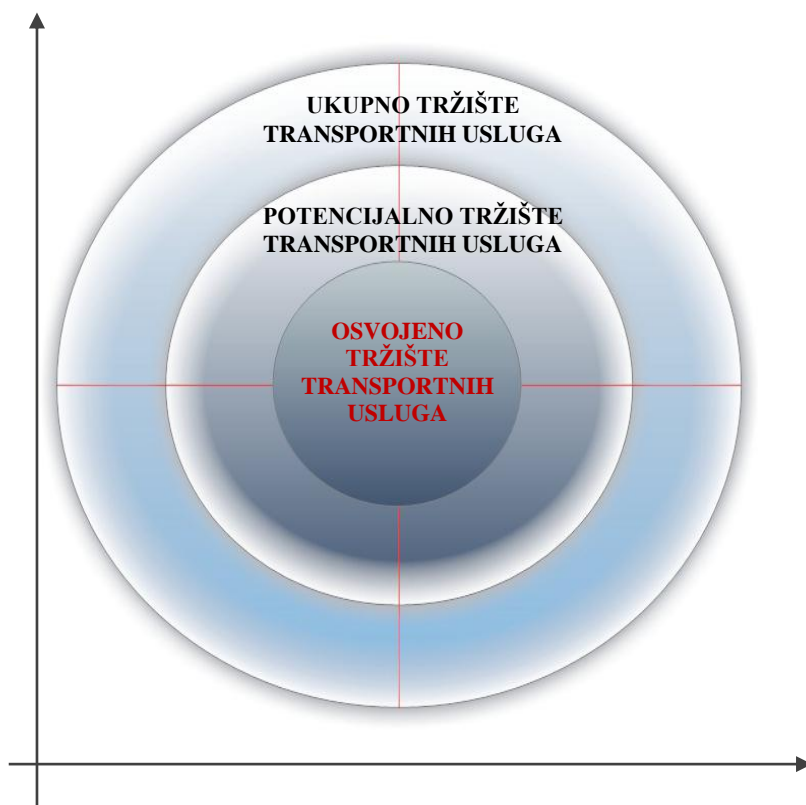 UKUPNO TRŽIŠTE
TRANSPORTNIH USLUGA
POTENCIJALNO TRŽIŠTE
TRANSPORTNIH USLUGA
OSVOJENO
TRŽIŠTE
TRANSPORTNIH
USLUGA